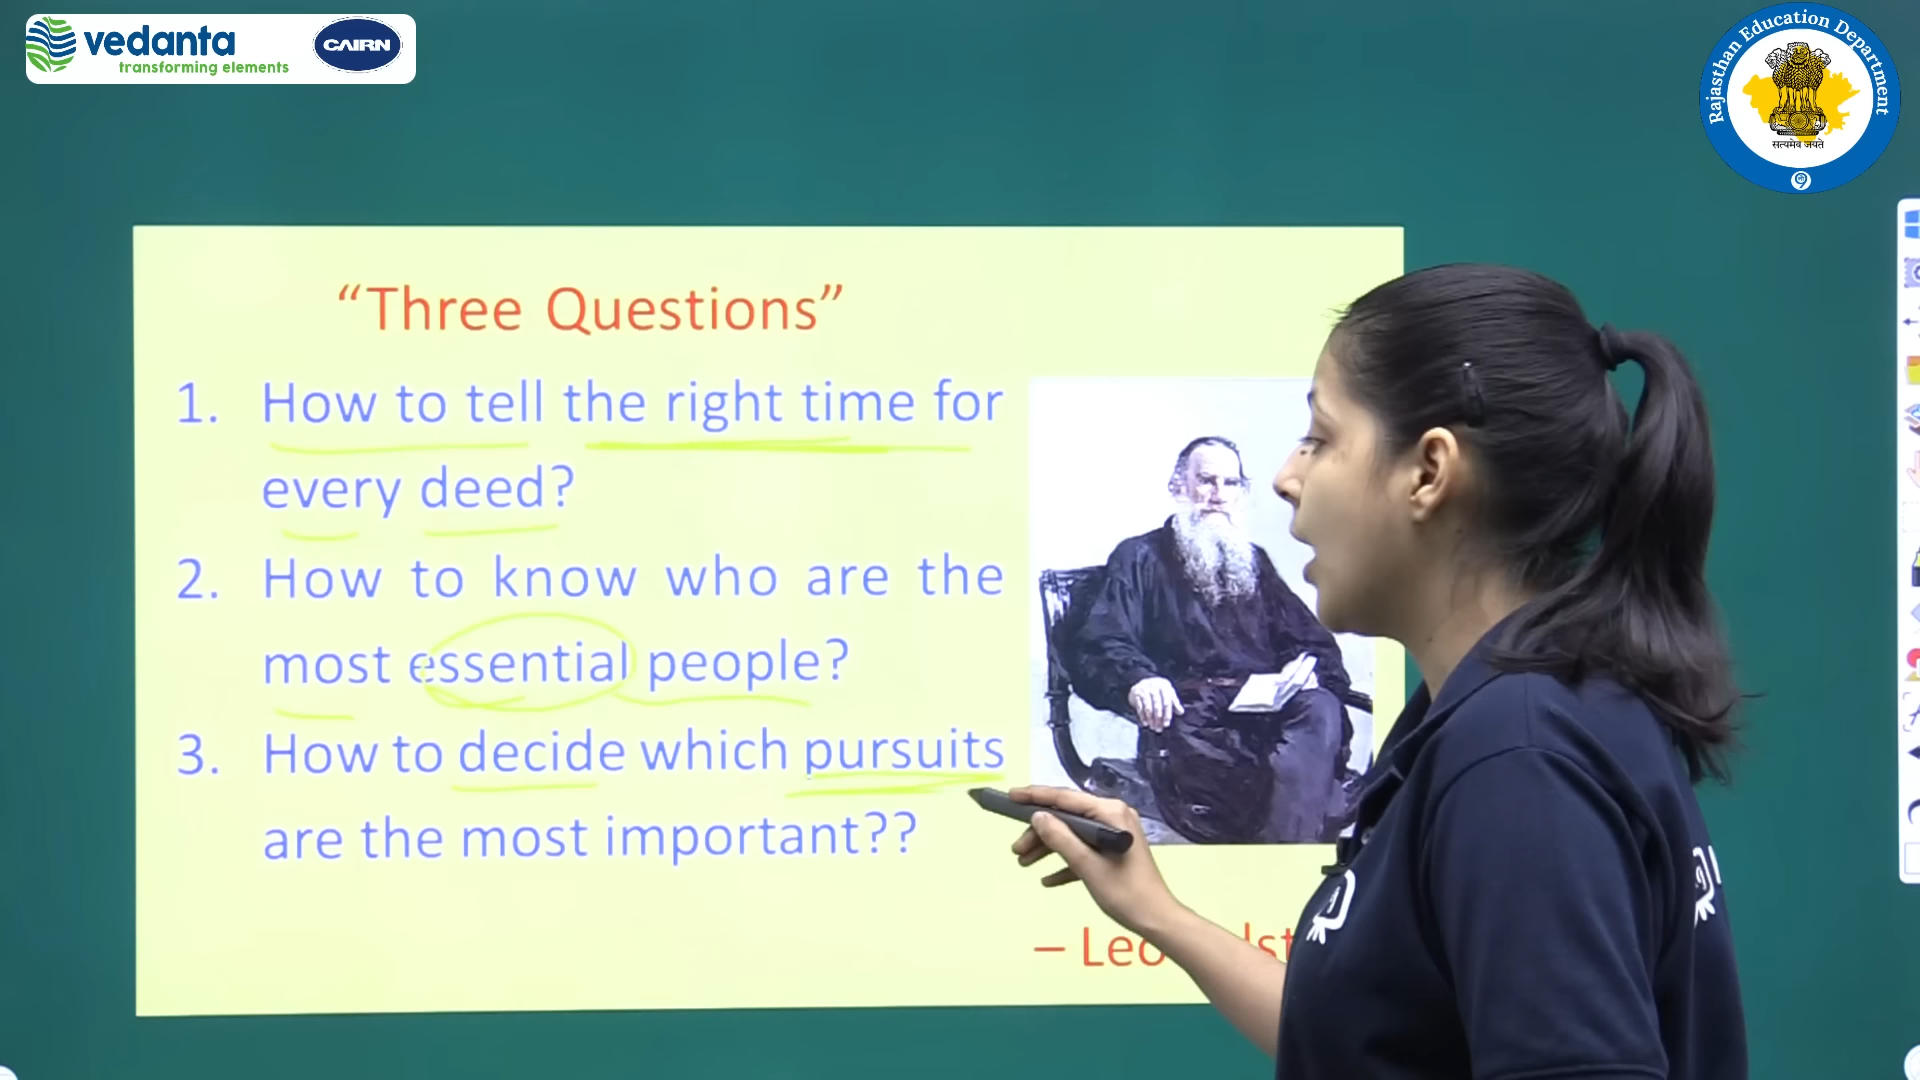 vedanta
transforming elements
CAIRN
Rajasthan Education Department
सत्यमेव जयते
“Three Questions”
1. How to tell the right time for
every deed?
2. How to know who are the
most essential people?
3. How to decide which pursuits
are the most important??
– Leo